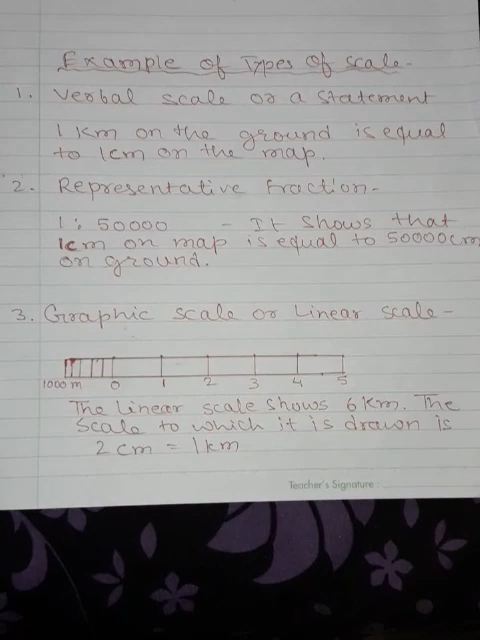 Example of Types of Scale-
1. Verbal scale or a Statement
1 Km on the ground is equal
to 1cm on the map.
2. Representative Fraction-
1: 50000 - It shows that
1cm on map is equal to 50000cm
on ground.
3. Graphic scale or Linear scale-
1000 m 0 1 2 3 4 5
The Linear scale shows 6 Km. The
Scale to which it is drawn is
2 cm = 1 km
Teacher's Signature :